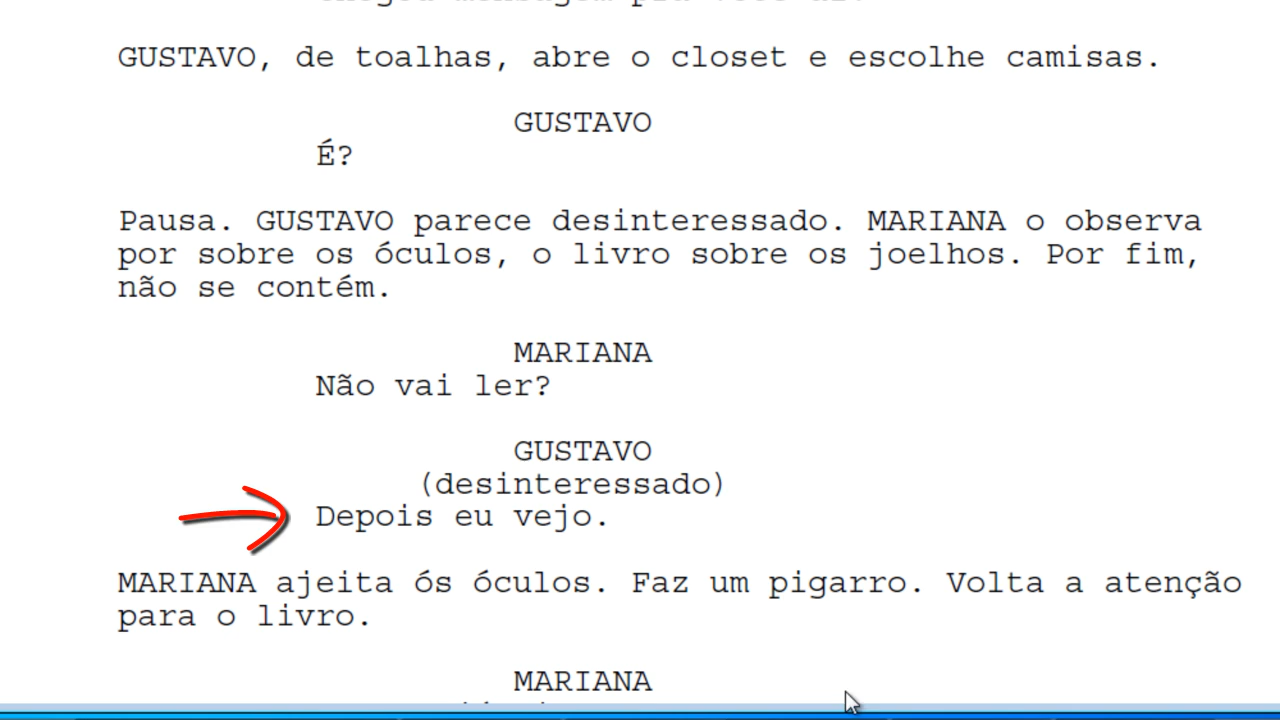 GUSTAVO, de toalhas, abre o closet e escolhe camisas.
GUSTAVO
É?
Pausa. GUSTAVO parece desinteressado. MARIANA o observa
por sobre os óculos, o livro sobre os joelhos. Por fim,
não se contém.
MARIANA
Não vai ler?
GUSTAVO
(desinteressado)
Depois eu vejo.
MARIANA ajeita ós óculos. Faz um pigarro. Volta a atenção
para o livro.
MARIANA